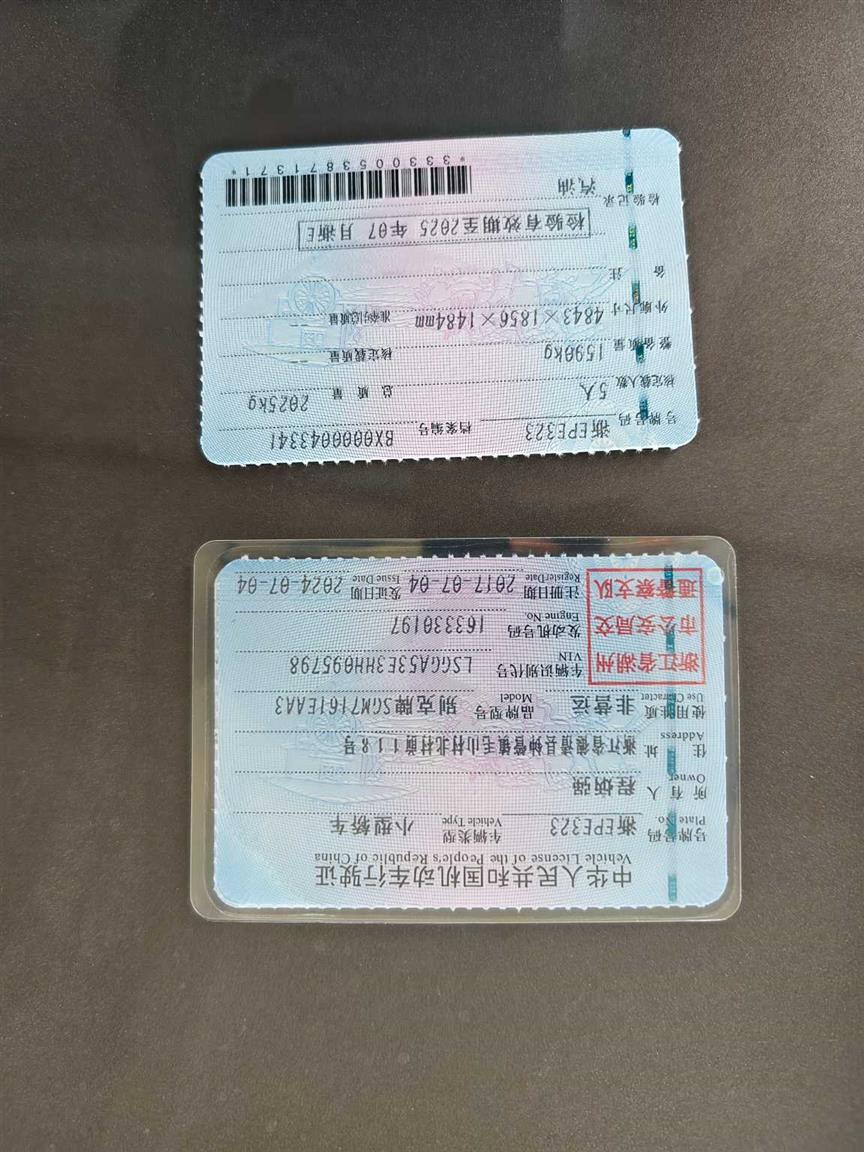 中华人民共和国机动车行驶证
Vehicle License of the People's Republic of China
号牌号码 浙EPE323 车辆类型 小型轿车
Plate No. Vehicle Type
所有人 程炳强
Owner
住址 浙江省德清县钟管镇毛山村北村前118号
Address
使用性质 非营运 品牌型号 别克牌SGM7161EAA3
Use Character Model
浙江省湖州
市公安局交
通警察支队
车辆识别代号 LSGGA53E3HH095798
VIN
发动机号码 163330197
Engine No.
注册日期 2017-07-04 发证日期 2024-07-04
Register Date Issue Date
号牌号码 浙EPE323 档案编号 BX0000043341
核定载人数 5人 总质量 2025kg
整备质量 1590kg 核定载质量
外廓尺寸 4843×1856×1484mm 准牵引总质量
备注
检验有效期至2025年07月浙E
检验记录
汽油
*3330053871371*